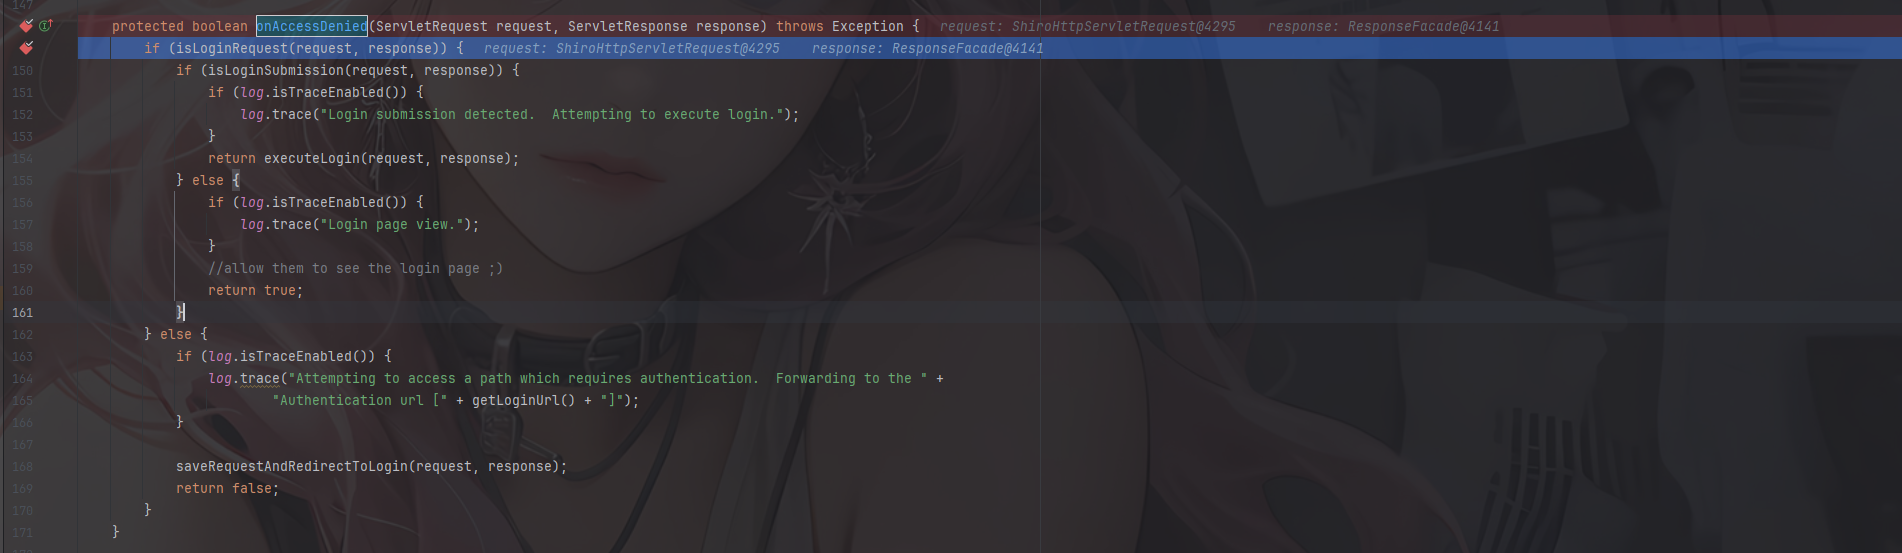 147
protected boolean onAccessDenied(ServletRequest request, ServletResponse response) throws Exception {   request: ShiroHttpServletRequest@4295    response: ResponseFacade@4141
if (isLoginRequest(request, response)) {   request: ShiroHttpServletRequest@4295    response: ResponseFacade@4141
150 if (isLoginSubmission(request, response)) {
151 if (log.isTraceEnabled()) {
152 log.trace("Login submission detected.  Attempting to execute login.");
153 }
154 return executeLogin(request, response);
155 } else {
156 if (log.isTraceEnabled()) {
157 log.trace("Login page view.");
158 }
159 //allow them to see the login page ;)
160 return true;
161 }
162 } else {
163 if (log.isTraceEnabled()) {
164 log.trace("Attempting to access a path which requires authentication.  Forwarding to the " +
165 "Authentication url [" + getLoginUrl() + "]");
166 }
167
168 saveRequestAndRedirectToLogin(request, response);
169 return false;
170 }
171 }